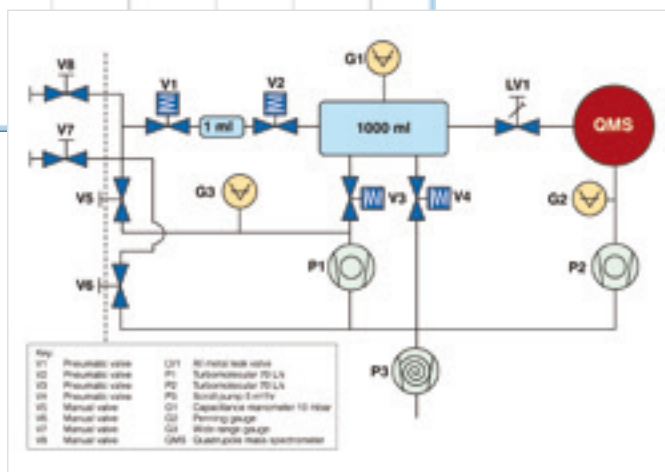 G1
V8
V1
V2
LV1
1 ml
1000 ml
QMS
V7
V5
G3
V3
V4
G2
P1
P2
V6
P3
Key
V1 Pneumatic valve LV1 All metal leak valve
V2 Pneumatic valve P1 Turbomolecular 70 L/s
V3 Pneumatic valve P2 Turbomolecular 70 L/s
V4 Pneumatic valve P3 Scroll pump 5 m³/hr
V5 Manual valve G1 Capacitance manometer 10 mbar
V6 Manual valve G2 Penning gauge
V7 Manual valve G3 Wide range gauge
V8 Manual valve QMS Quadrupole mass spectrometer